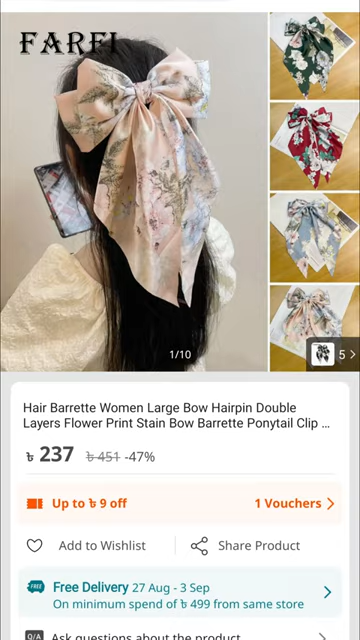 FARFI
1/10
5 >
Hair Barrette Women Large Bow Hairpin Double
Layers Flower Print Stain Bow Barrette Ponytail Clip ...
৳ 237 ৳ 451 -47%
Up to ৳ 9 off 1 Vouchers >
Add to Wishlist Share Product
FREE Free Delivery 27 Aug - 3 Sep
On minimum spend of ৳ 499 from same store
Q/A Ask questions about the product